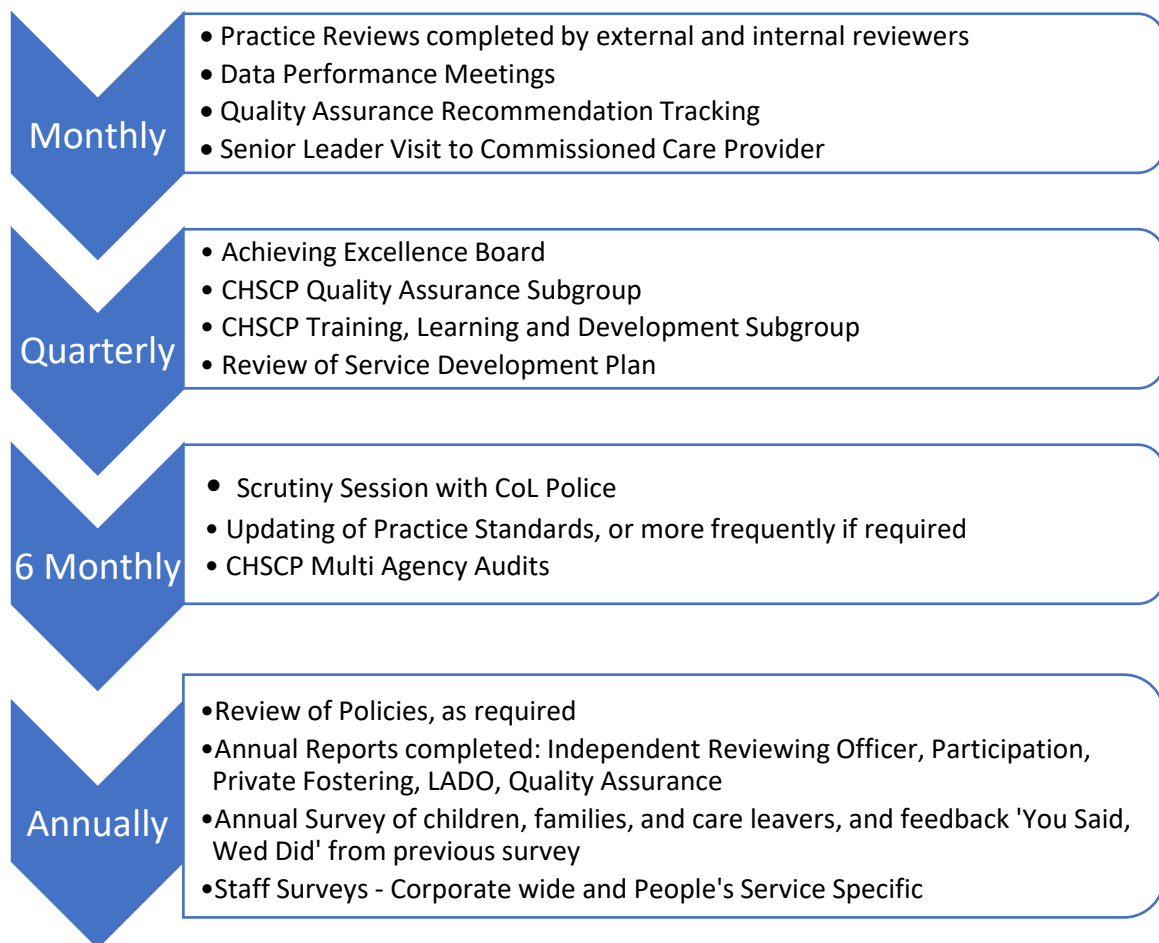 Monthly
• Practice Reviews completed by external and internal reviewers
• Data Performance Meetings
• Quality Assurance Recommendation Tracking
• Senior Leader Visit to Commissioned Care Provider
Quarterly
• Achieving Excellence Board
• CHSCP Quality Assurance Subgroup
• CHSCP Training, Learning and Development Subgroup
• Review of Service Development Plan
6 Monthly
• Scrutiny Session with CoL Police
• Updating of Practice Standards, or more frequently if required
• CHSCP Multi Agency Audits
Annually
•Review of Policies, as required
•Annual Reports completed: Independent Reviewing Officer, Participation,
Private Fostering, LADO, Quality Assurance
•Annual Survey of children, families, and care leavers, and feedback 'You Said,
Wed Did' from previous survey
•Staff Surveys - Corporate wide and People's Service Specific